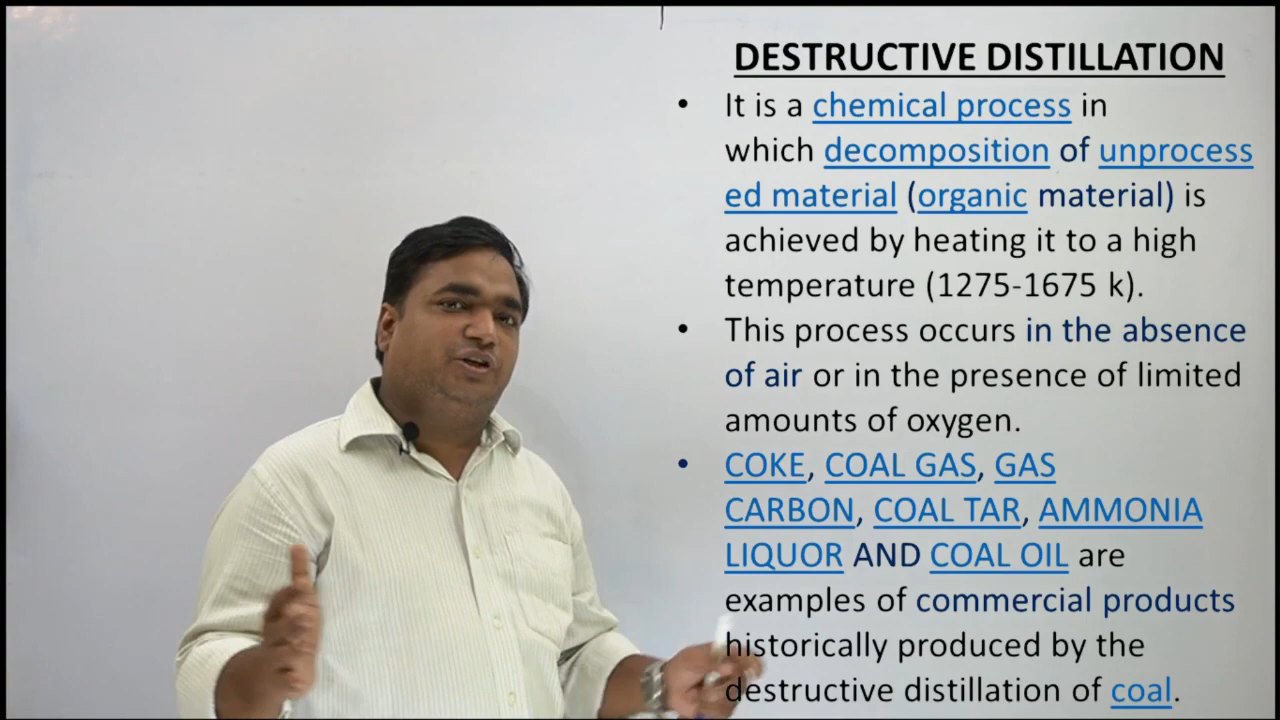 DESTRUCTIVE DISTILLATION
• It is a chemical process in
which decomposition of unprocess
ed material (organic material) is
achieved by heating it to a high
temperature (1275-1675 k).
• This process occurs in the absence
of air or in the presence of limited
amounts of oxygen.
• COKE, COAL GAS, GAS
CARBON, COAL TAR, AMMONIA
LIQUOR AND COAL OIL are
examples of commercial products
historically produced by the
destructive distillation of coal.